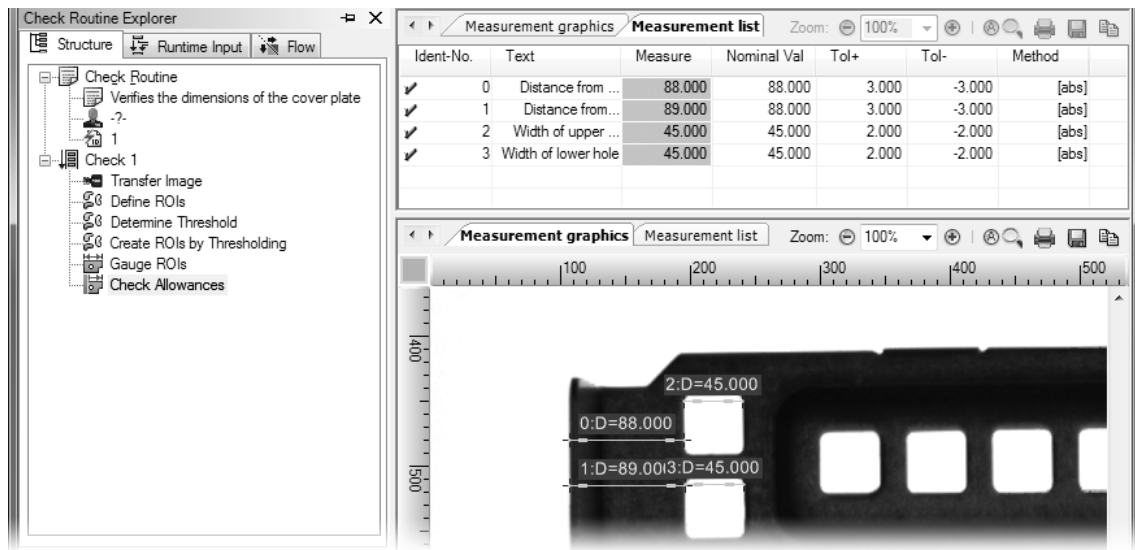 Check Routine Explorer
Structure Runtime Input Flow
Check Routine
Verifies the dimensions of the cover plate
-?-
1
Check 1
Transfer Image
Define ROIs
Determine Threshold
Create ROIs by Thresholding
Gauge ROIs
Check Allowances
Measurement graphics Measurement list Zoom: 100%
Ident-No. Text Measure Nominal Val Tol+ Tol- Method
0 Distance from ... 88.000 88.000 3.000 -3.000 [abs]
1 Distance from... 89.000 88.000 3.000 -3.000 [abs]
2 Width of upper ... 45.000 45.000 2.000 -2.000 [abs]
3 Width of lower hole 45.000 45.000 2.000 -2.000 [abs]
Measurement graphics Measurement list Zoom: 100%
100 200 300 400 500
400
2:D=45.000
0:D=88.000
1:D=89.00
3:D=45.000
500